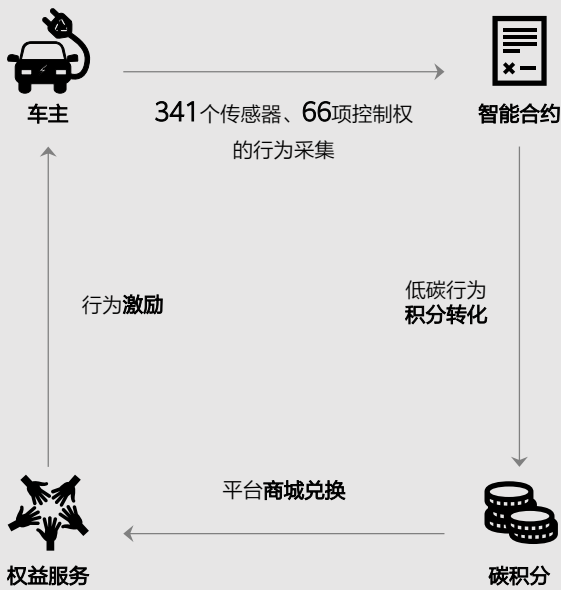 车主
341个传感器、66项控制权
的行为采集
智能合约
行为激励
低碳行为
积分转化
平台商城兑换
权益服务
碳积分